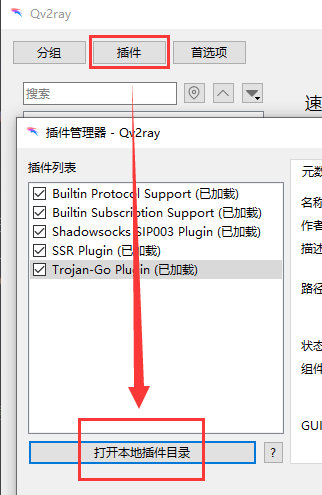 Qv2ray
分组
插件
首选项
搜索
速
插件管理器 - Qv2ray
插件列表
元数
Builtin Protocol Support (已加载)
名称
Builtin Subscription Support (已加载)
作者
Shadowsocks SIP003 Plugin (已加载)
描述
SSR Plugin (已加载)
Trojan-Go Plugin (已加载)
路径
状态
组件
GUI
打开本地插件目录
?